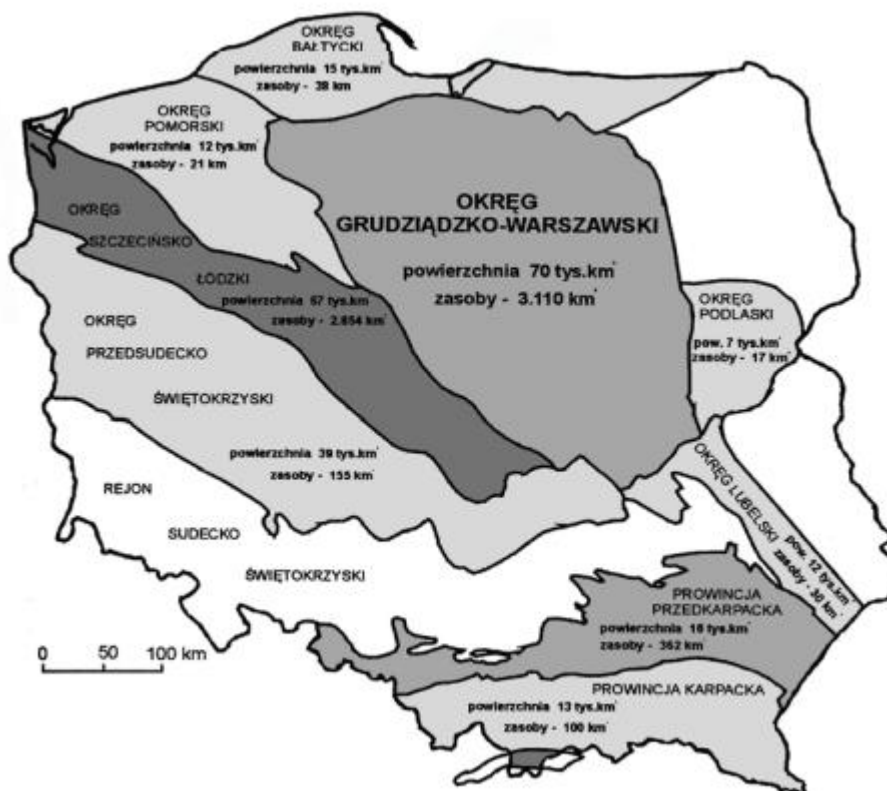 OKRĘG
BAŁTYCKI
powierzchnia 15 tys.km
zasoby - 38 km
OKRĘG
POMORSKI
powierzchnia 12 tys.km
zasoby - 21 km
OKRĘG
GRUDZIĄDZKO-WARSZAWSKI
powierzchnia 70 tys.km
zasoby - 3.110 km
OKRĘG
SZCZECIŃSKO
ŁÓDZKI
powierzchnia 67 tys.km
zasoby - 2.854 km
OKRĘG
PODLASKI
pow. 7 tys.km
zasoby - 17 km
OKRĘG
PRZEDSUDECKO
ŚWIĘTOKRZYSKI
powierzchnia 39 tys.km
zasoby - 155 km
OKRĘG LUBELSKI
pow. 12 tys.km
zasoby - 30 km
REJON
SUDECKO
ŚWIĘTOKRZYSKI
PROWINCJA
PRZEDKARPACKA
powierzchnia 16 tys.km
zasoby - 362 km
PROWINCJA KARPACKA
powierzchnia 13 tys.km
zasoby - 100 km
0 50 100 km